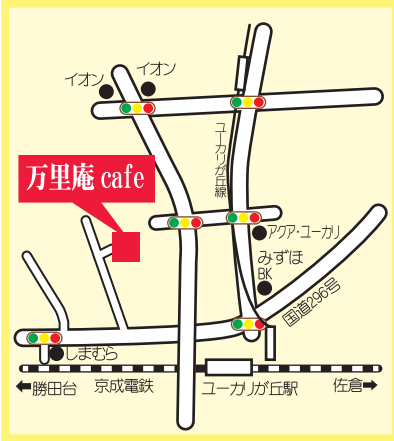 イオン
イオン
ユーカリが丘線
万里庵 cafe
アクア・ユーカリ
みずほ
BK
国道296号
しまむら
勝田台
京成電鉄
ユーカリが丘駅
佐倉